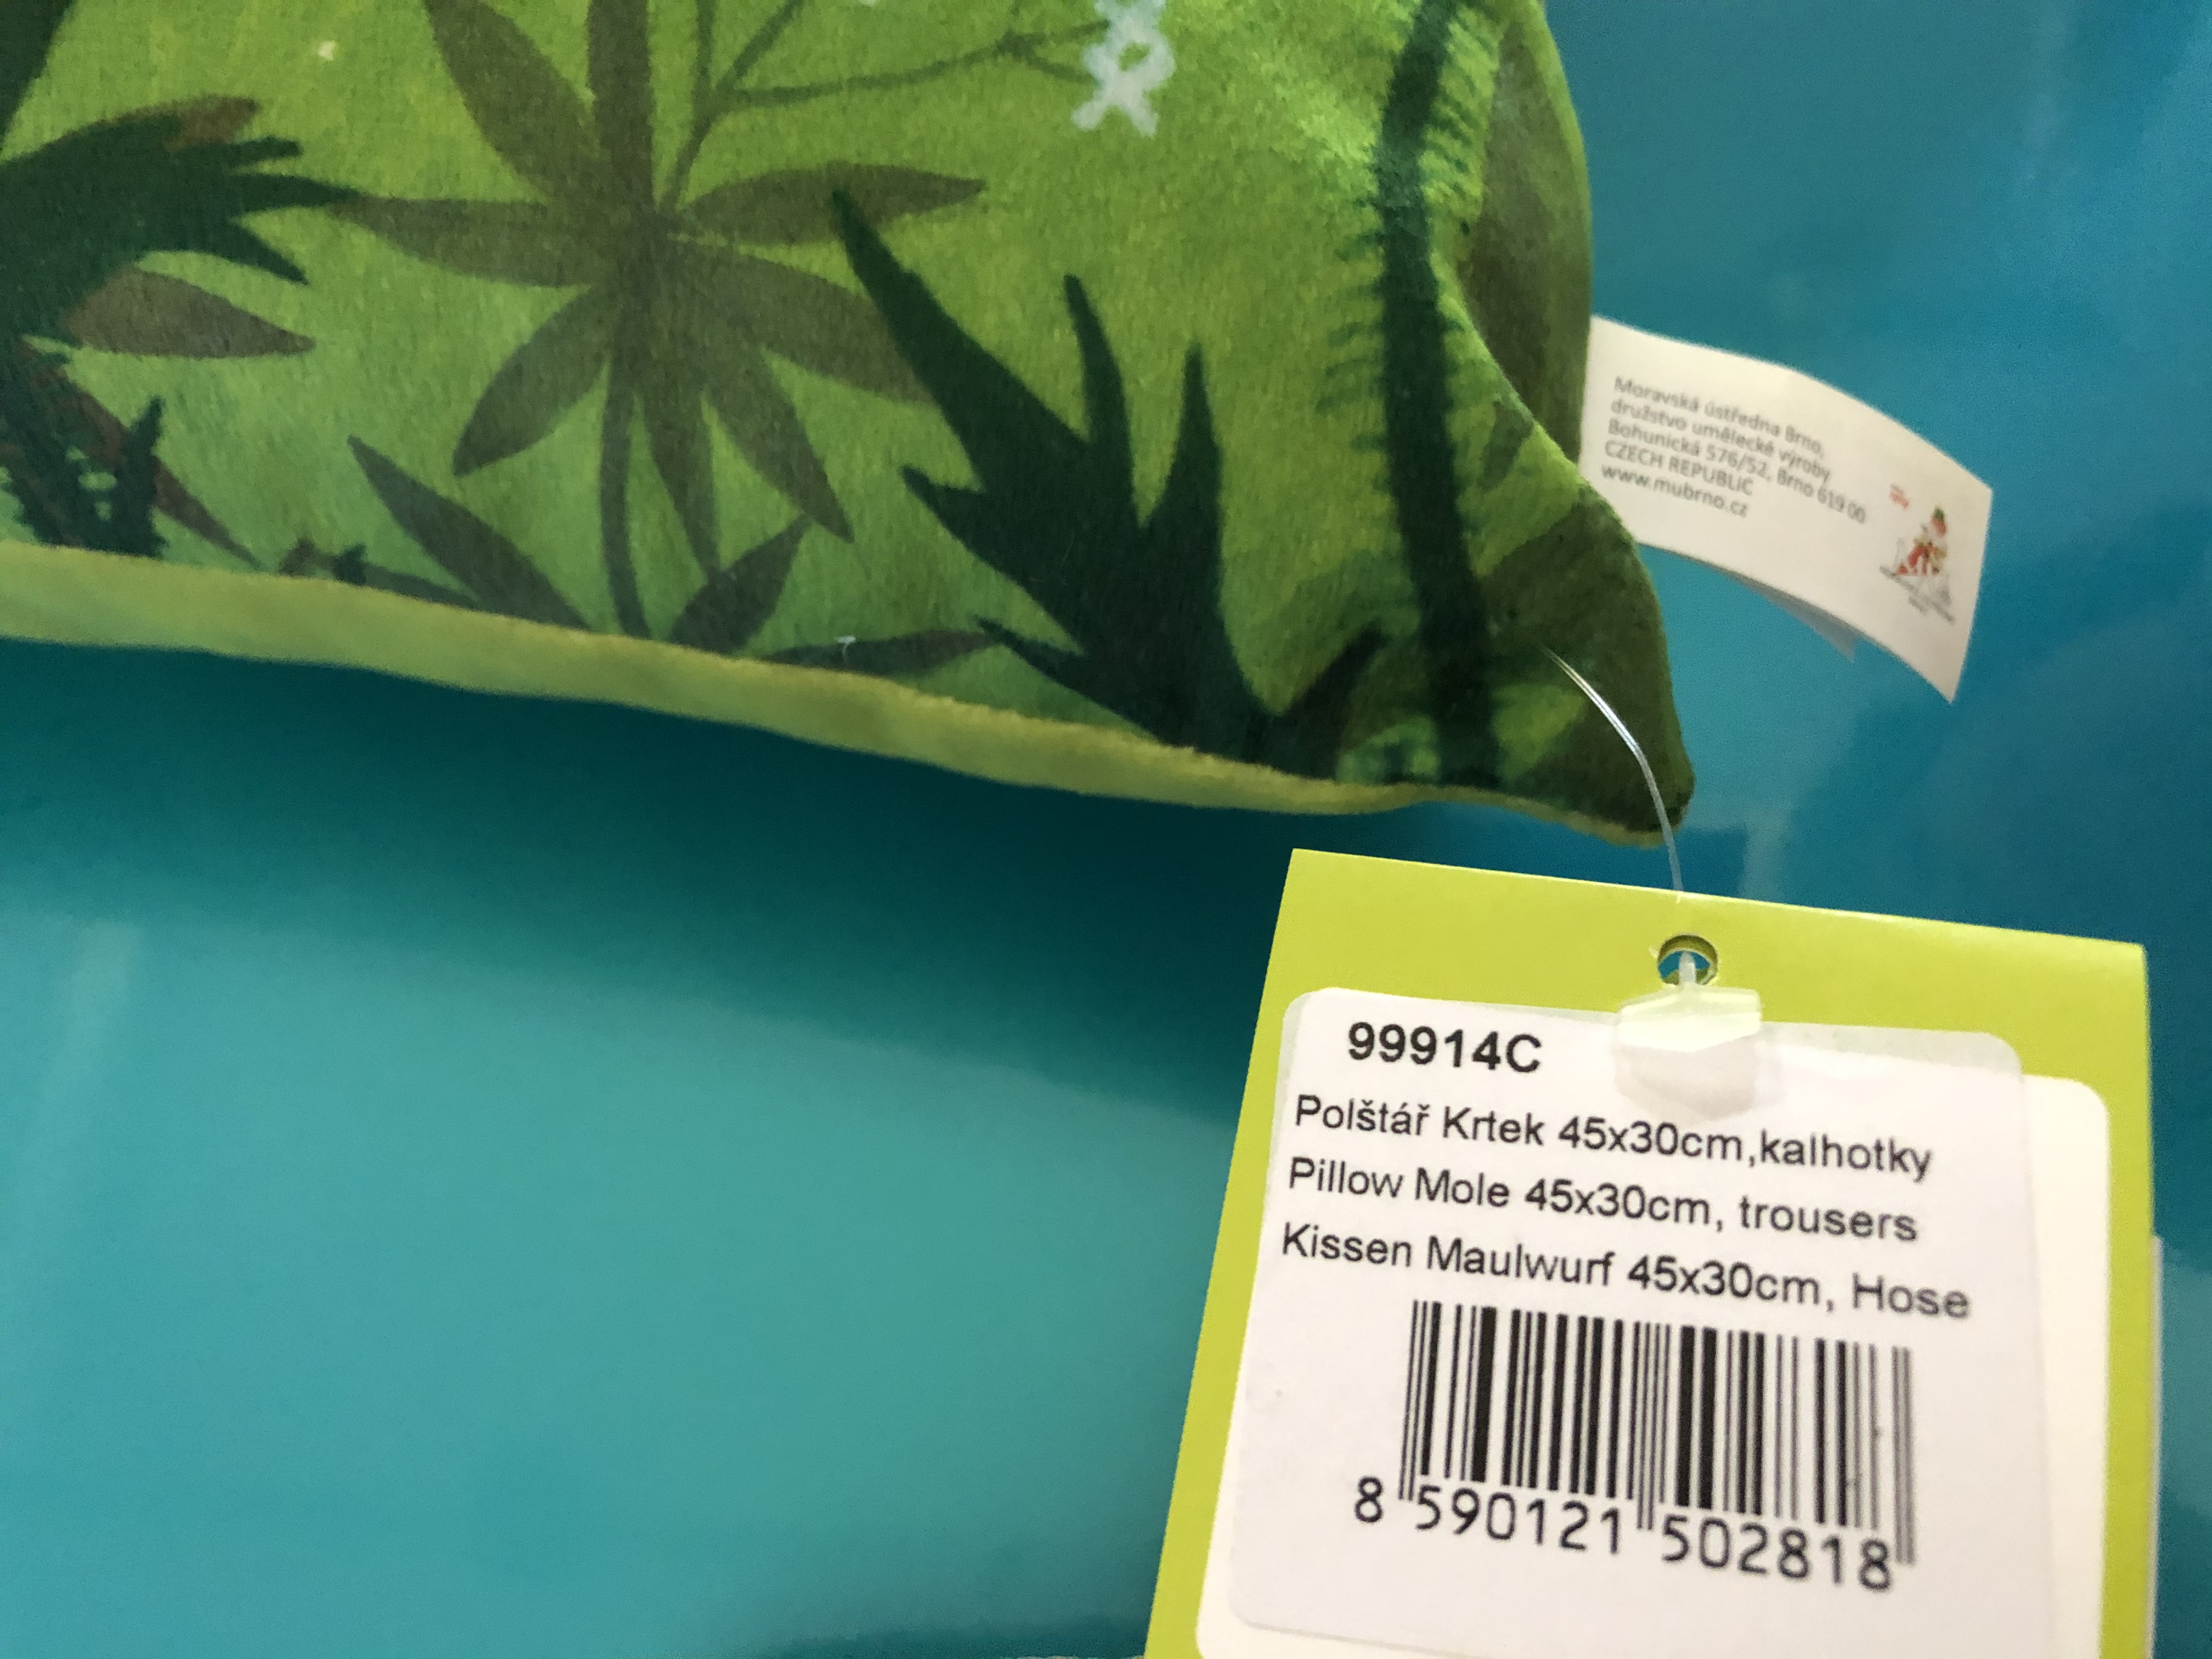 Moravská ústředna Brno,
družstvo umělecké výroby
Bohunická 576/52, Brno 619 00
CZECH REPUBLIC
www.mubrno.cz
99914C
Polštář Krtek 45x30cm,kalhotky
Pillow Mole 45x30cm, trousers
Kissen Maulwurf 45x30cm, Hose
8 590121 502818